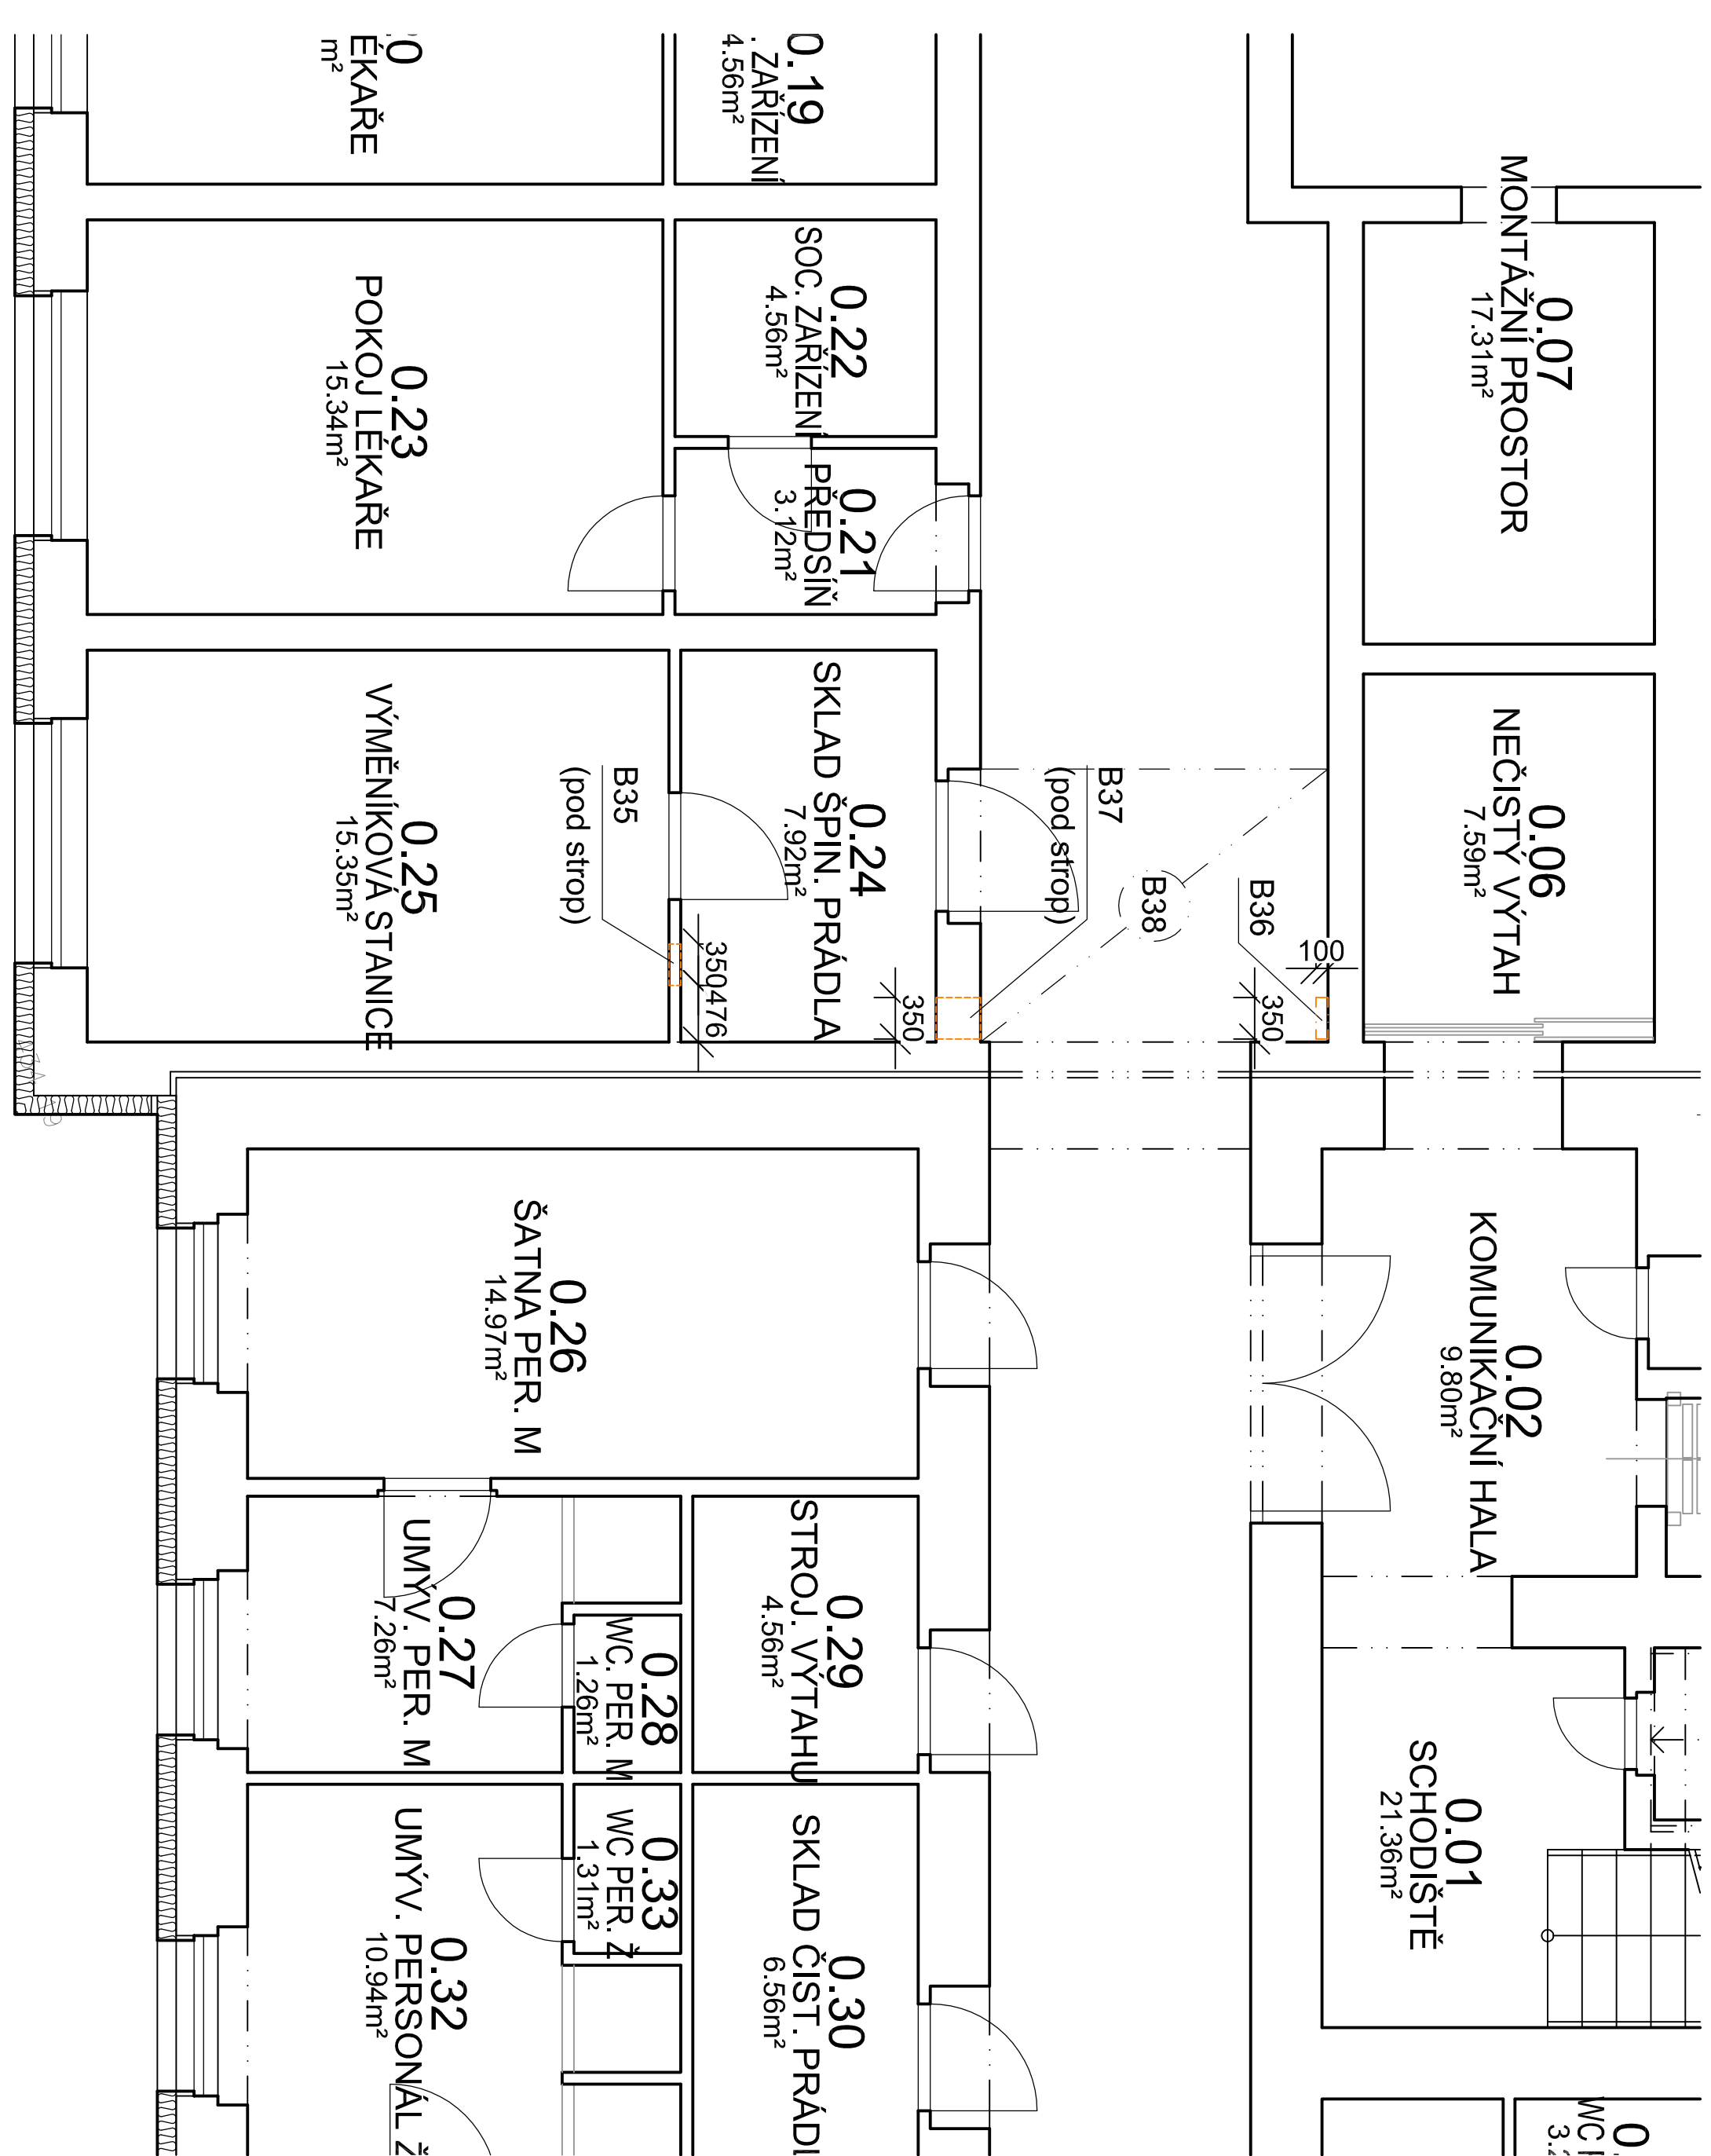 0.19
. ZAŘÍZENÍ
4.56m²
ÉKAŘE
m²
0.07
MONTÁŽNÍ PROSTOR
17.31m²
0.22
SOC. ZAŘÍZENÍ
4.56m²
0.23
POKOJ LÉKAŘE
15.34m²
0.21
PŘEDSÍŇ
3.12m²
0.06
NEČISTÝ VÝTAH
7.59m²
0.24
SKLAD ŠPIN. PRÁDLA
7.92m²
0.25
VÝMĚNÍKOVÁ STANICE
15.35m²
B35
(pod strop)
B37
(pod strop)
B38
B36
100
350
476
350
350
0.26
ŠATNA PER. M
14.97m²
0.02
KOMUNIKAČNÍ HALA
9.80m²
0.27
UMÝV. PER. M
7.26m²
0.28
WC. PER. M
1.26m²
0.29
STROJ. VÝTAHU
4.56m²
0.01
SCHODIŠTĚ
21.36m²
0.33
WC PER. Ž
1.31m²
0.32
UMÝV. PERSONÁL Ž
10.94m²
0.30
SKLAD ČIST. PRÁDL
6.56m²
0.
WC
3.